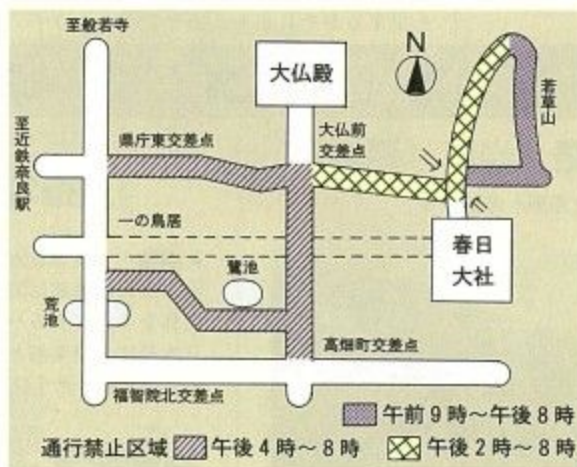 至般若寺
大仏殿
N
若草山
至近鉄奈良駅
県庁東交差点
大仏前
交差点
一の鳥居
鷺池
春日
大社
荒池
高畑町交差点
福智院北交差点
午前9時～午後8時
通行禁止区域 午後4時～8時 午後2時～8時